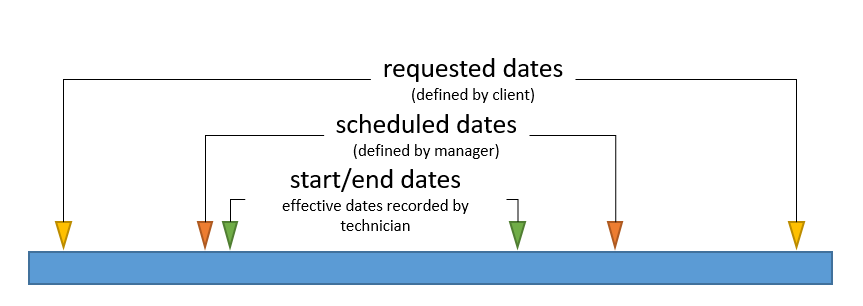 requested dates
(defined by client)
scheduled dates
(defined by manager)
start/end dates
effective dates recorded by
technician